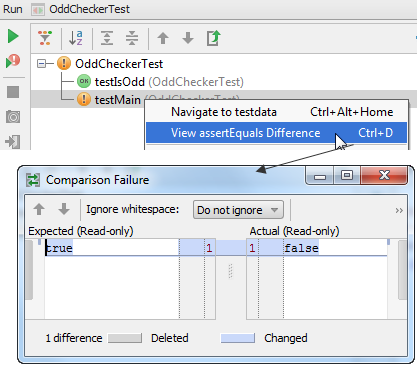 Run OddCheckerTest
OddCheckerTest
OK testIsOdd (OddCheckerTest)
testMain (OddCheckerTest)
Navigate to testdata Ctrl+Alt+Home
View assertEquals Difference Ctrl+D
Comparison Failure
Ignore whitespace: Do not ignore
Expected (Read-only) Actual (Read-only)
true 1 1 false
1 difference Deleted Changed